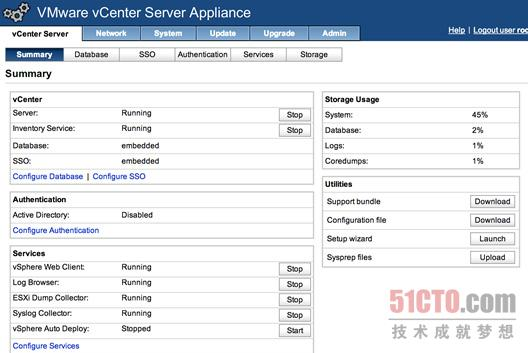 VMware vCenter Server Appliance
vCenter Server Network System Update Upgrade Admin
Help | Logout user roo
Summary Database SSO Authentication Services Storage
Summary
vCenter
Server: Running Stop
Inventory Service: Running Stop
Database: embedded
SSO: embedded
Configure Database | Configure SSO
Authentication
Active Directory: Disabled
Configure Authentication
Services
vSphere Web Client: Running Stop
Log Browser: Running Stop
ESXi Dump Collector: Running Stop
Syslog Collector: Running Stop
vSphere Auto Deploy: Stopped Start
Configure Services
Storage Usage
System: 45%
Database: 2%
Logs: 1%
Coredumps: 1%
Utilities
Support bundle Download
Configuration file Download
Setup wizard Launch
Sysprep files Upload
51CTO.com
技术成就梦想